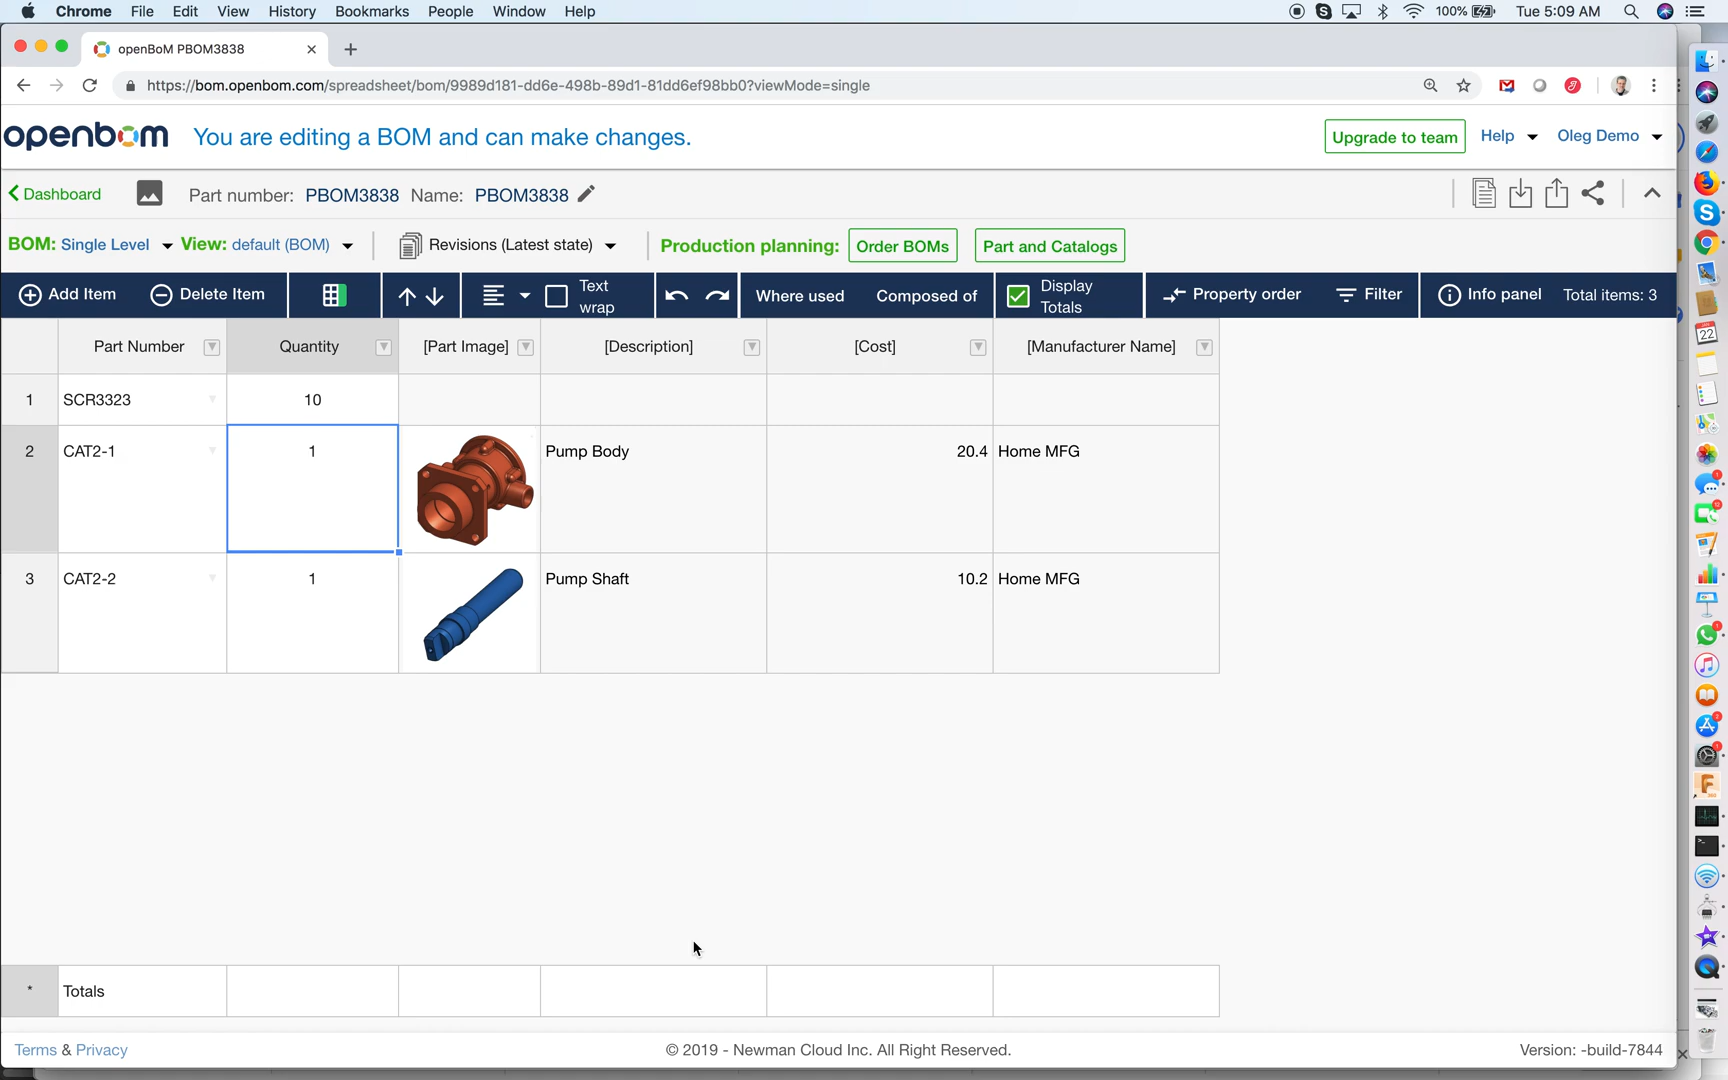 Chrome File Edit View History Bookmarks People Window Help 100% Tue 5:09 AM
openBoM PBOM3838
https://bom.openbom.com/spreadsheet/bom/9989d181-dd6e-498b-89d1-81dd6ef98bb0?viewMode=single
openbom You are editing a BOM and can make changes. Upgrade to team Help Oleg Demo
Dashboard Part number: PBOM3838 Name: PBOM3838
BOM: Single Level View: default (BOM) Revisions (Latest state) Production planning: Order BOMs Part and Catalogs
Add Item Delete Item Text wrap Where used Composed of Display Totals Property order Filter Info panel Total items: 3
Part Number Quantity [Part Image] [Description] [Cost] [Manufacturer Name]
1 SCR3323 10
2 CAT2-1 1 Pump Body 20.4 Home MFG
3 CAT2-2 1 Pump Shaft 10.2 Home MFG
* Totals
Terms & Privacy © 2019 - Newman Cloud Inc. All Right Reserved. Version: -build-7844